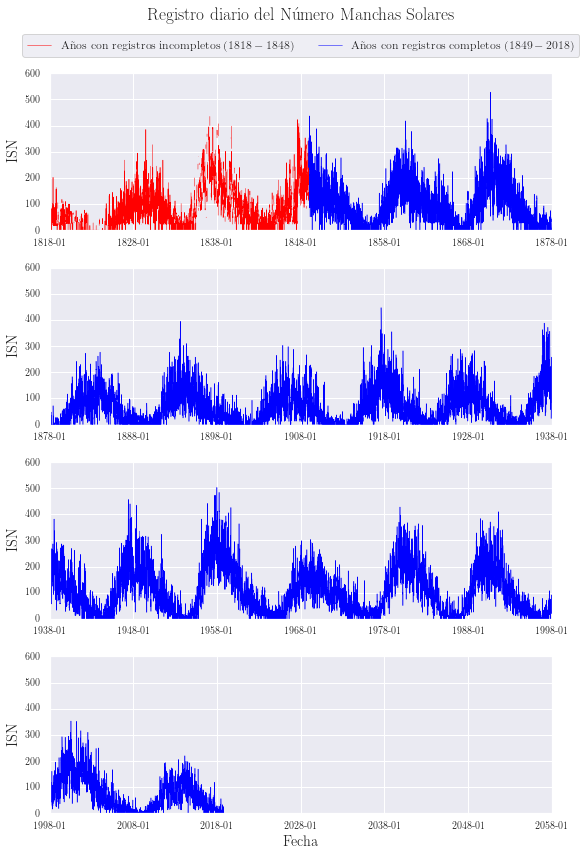 Registro diario del Número Manchas Solares
Años con registros incompletos (1818 − 1848) Años con registros completos (1849 − 2018)
600
500
400
300
200
100
0
ISN
1818-01 1828-01 1838-01 1848-01 1858-01 1868-01 1878-01
600
500
400
300
200
100
0
ISN
1878-01 1888-01 1898-01 1908-01 1918-01 1928-01 1938-01
600
500
400
300
200
100
0
ISN
1938-01 1948-01 1958-01 1968-01 1978-01 1988-01 1998-01
600
500
400
300
200
100
0
ISN
1998-01 2008-01 2018-01 2028-01 2038-01 2048-01 2058-01
Fecha